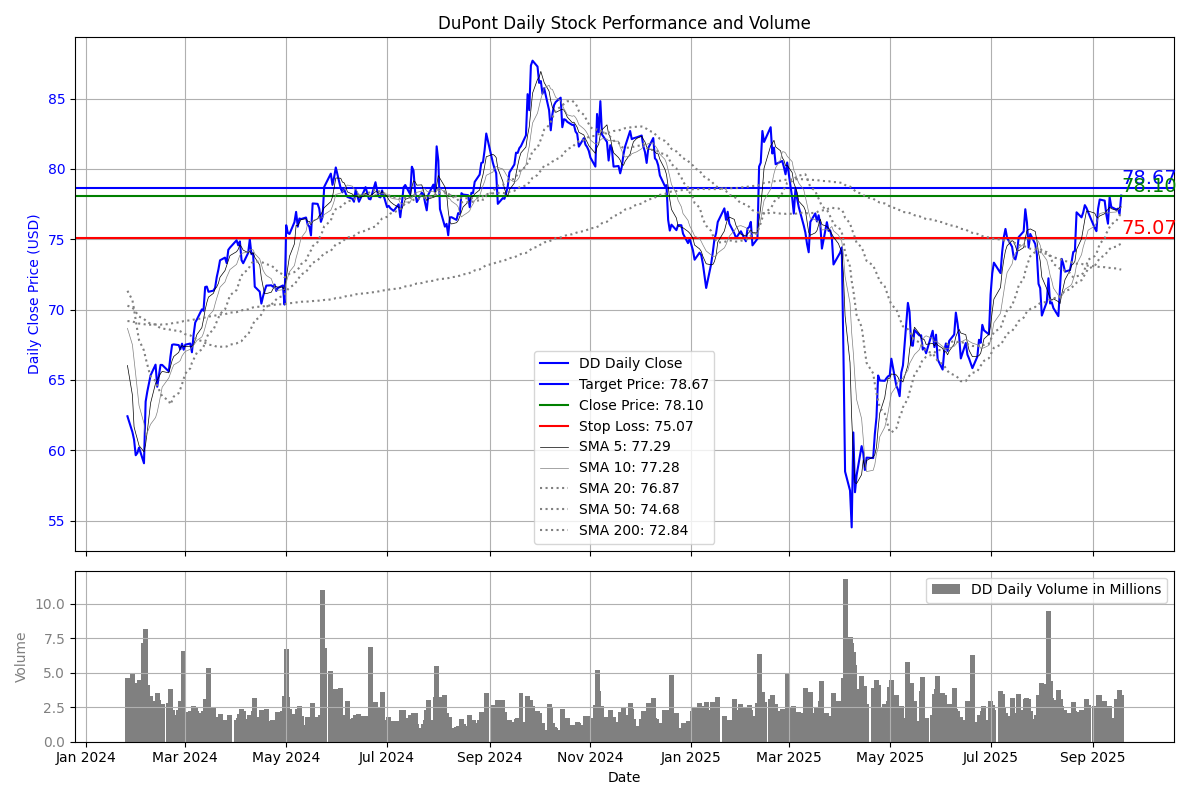 DuPont Daily Stock Performance and Volume
Daily Close Price (USD)
85
80
75
70
65
60
55
78.67
78.10
75.07
DD Daily Close
Target Price: 78.67
Close Price: 78.10
Stop Loss: 75.07
SMA 5: 77.29
SMA 10: 77.28
SMA 20: 76.87
SMA 50: 74.68
SMA 200: 72.84
Volume
10.0
7.5
5.0
2.5
0.0
DD Daily Volume in Millions
Jan 2024 Mar 2024 May 2024 Jul 2024 Sep 2024 Nov 2024 Jan 2025 Mar 2025 May 2025 Jul 2025 Sep 2025
Date